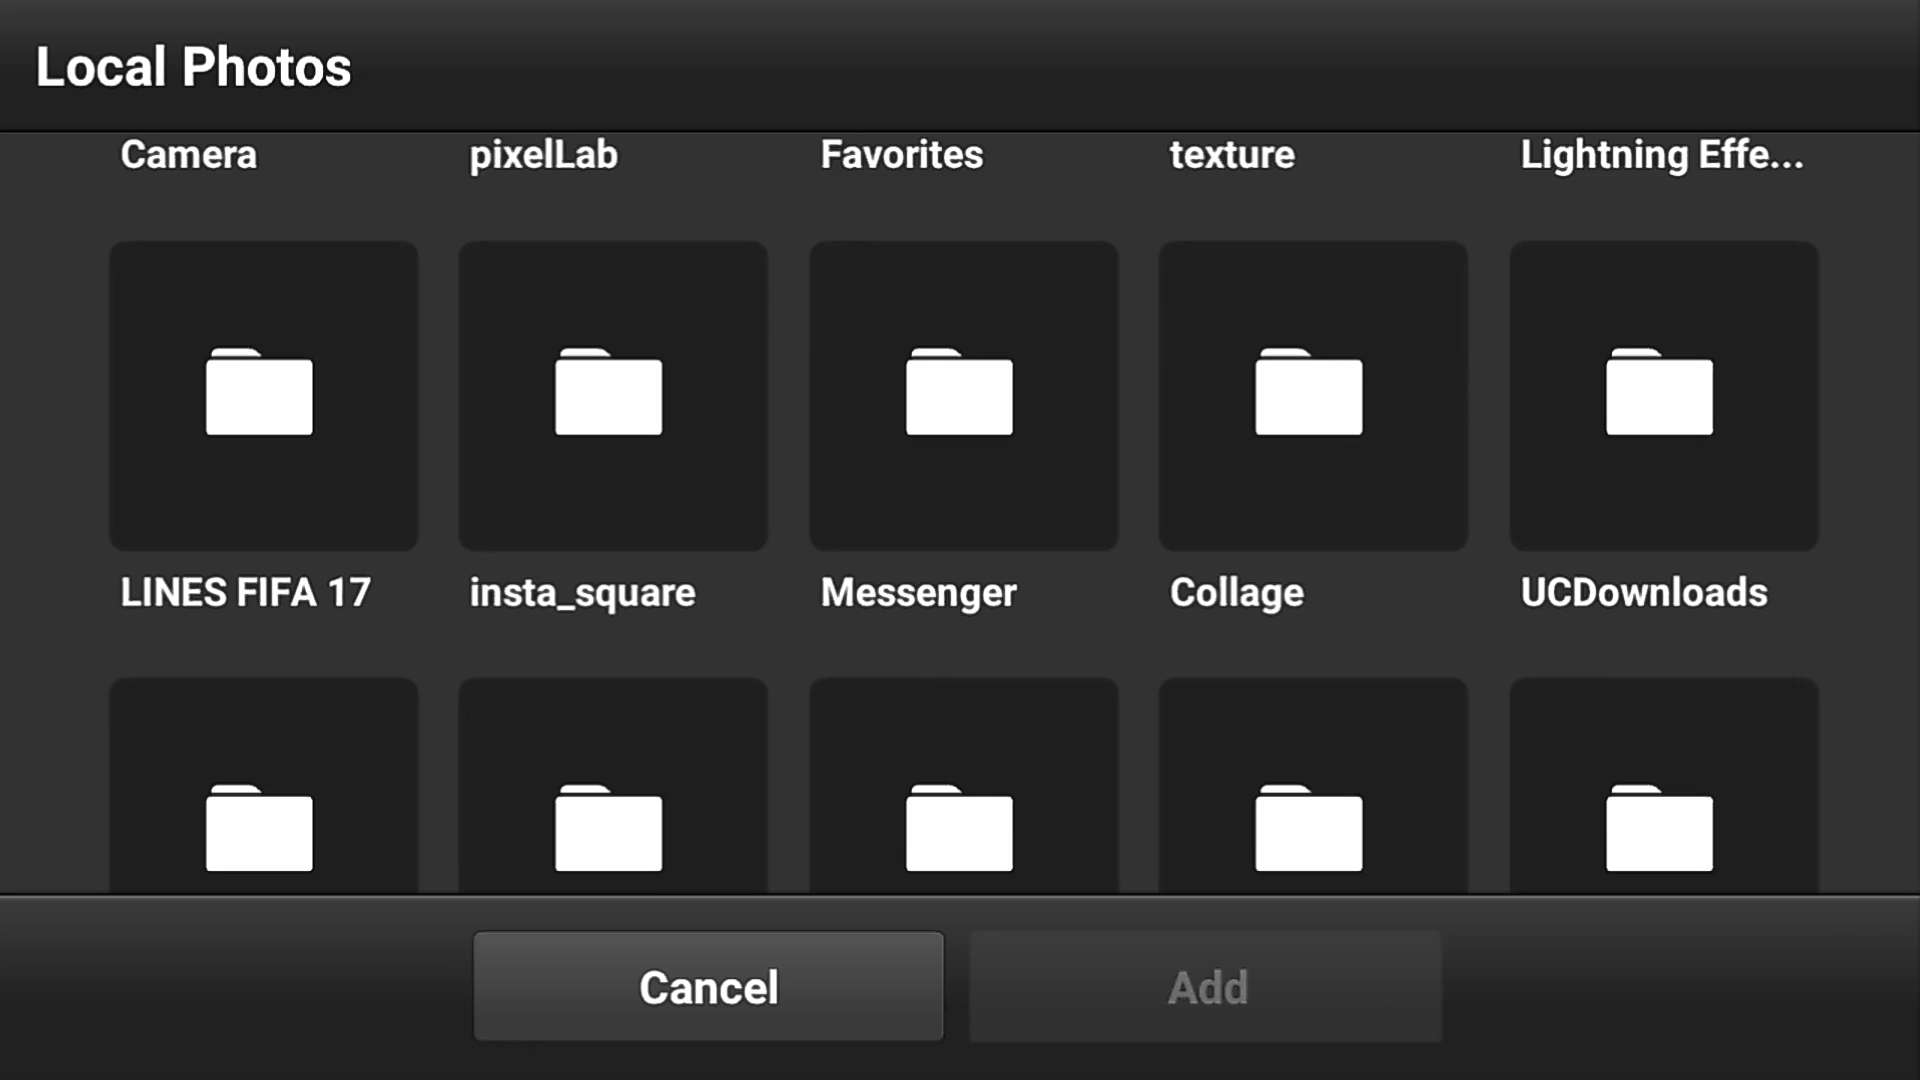 Local Photos
Camera pixelLab Favorites texture Lightning Effe...
LINES FIFA 17 insta_square Messenger Collage UCDownloads
Cancel Add